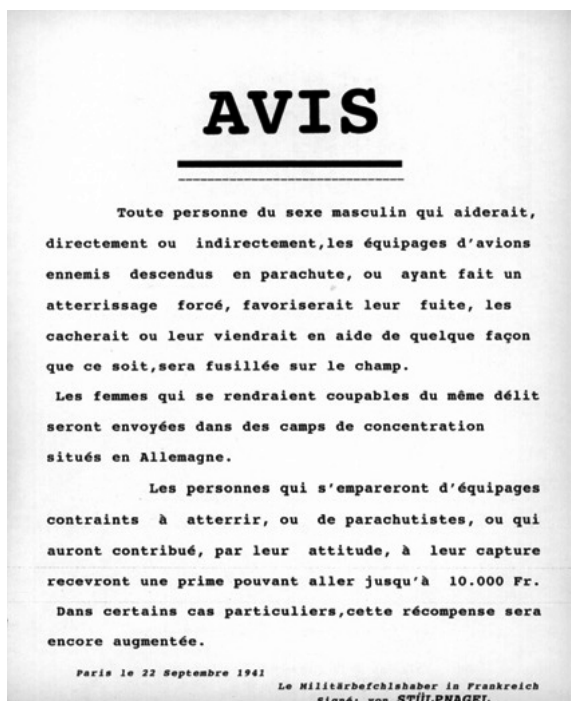 AVIS
Toute personne du sexe masculin qui aiderait,
directement ou indirectement,les équipages d'avions
ennemis descendus en parachute, ou ayant fait un
atterrissage forcé, favoriserait leur fuite, les
cacherait ou leur viendrait en aide de quelque façon
que ce soit,sera fusillée sur le champ.
Les femmes qui se rendraient coupables du même délit
seront envoyées dans des camps de concentration
situés en Allemagne.
Les personnes qui s'empareront d'équipages
contraints à atterrir, ou de parachutistes, ou qui
auront contribué, par leur attitude, à leur capture
recevront une prime pouvant aller jusqu'à 10.000 Fr.
Dans certains cas particuliers,cette récompense sera
encore augmentée.
Paris le 22 Septembre 1941
Le Militärbefchlshaber in Frankreich
Signé: von STÜLPNAGEL